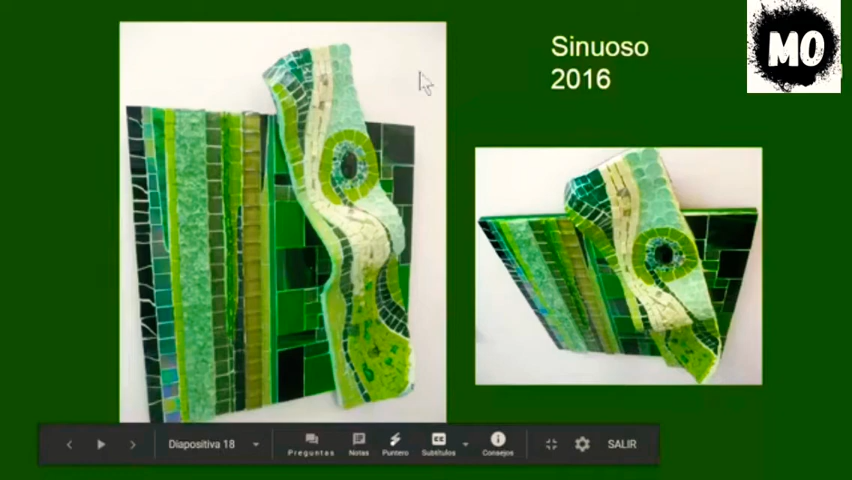 Sinuoso
2016
MO
Diapositiva 18
Preguntas
Notas
Puntero
Subtítulos
Consejos
SALIR